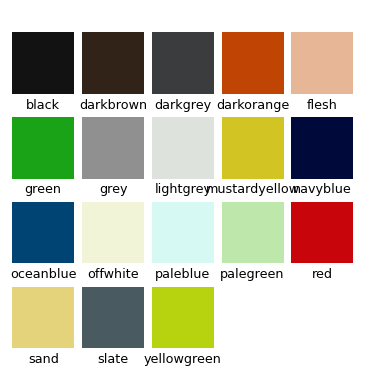 black darkbrown darkgrey darkorange flesh
green grey lightgrey mustardyellow navyblue
oceanblue offwhite paleblue palegreen red
sand slate yellowgreen